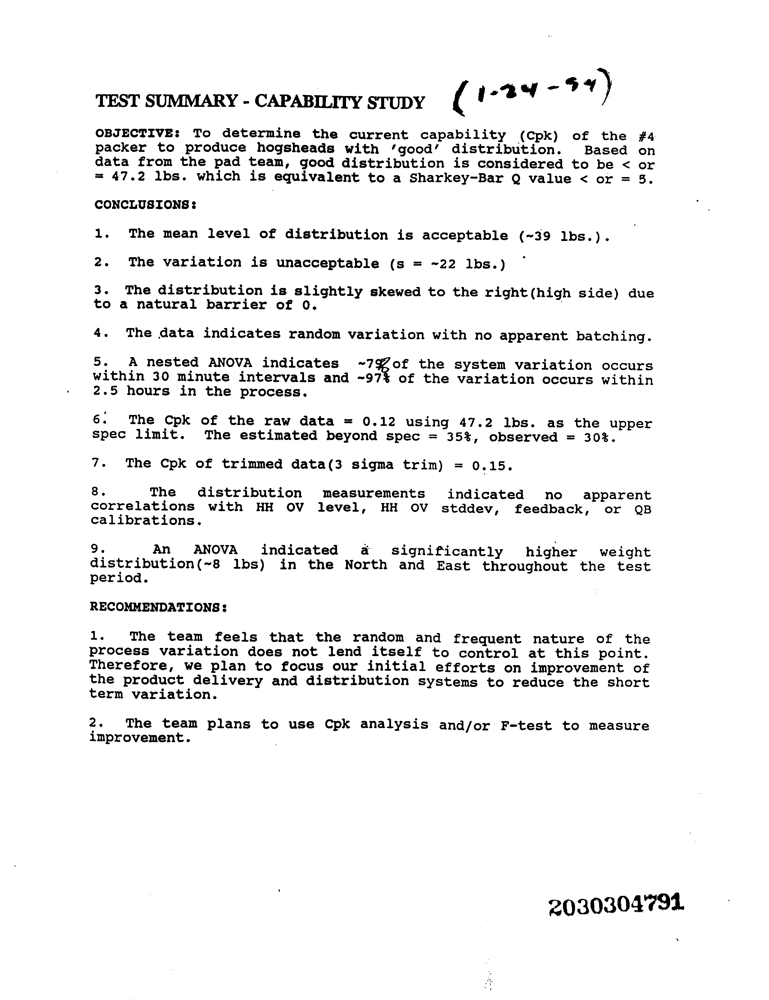 TEST SUMMARY - CAPABILITY STUDY (1-24-94)
OBJECTIVE: To determine the current capability (Cpk) of the #4
packer to produce hogsheads with 'good' distribution. Based on
data from the pad team, good distribution is considered to be < or
= 47.2 lbs. which is equivalent to a Sharkey-Bar Q value < or = 5.
CONCLUSIONS:
1. The mean level of distribution is acceptable (~39 lbs.).
2. The variation is unacceptable (s = ~22 lbs.)
3. The distribution is slightly skewed to the right(high side) due
to a natural barrier of 0.
4. The data indicates random variation with no apparent batching.
5. A nested ANOVA indicates ~79% of the system variation occurs
within 30 minute intervals and ~97% of the variation occurs within
2.5 hours in the process.
6. The Cpk of the raw data = 0.12 using 47.2 lbs. as the upper
spec limit. The estimated beyond spec = 35%, observed = 30%.
7. The Cpk of trimmed data(3 sigma trim) = 0.15.
8. The distribution measurements indicated no apparent
correlations with HH OV level, HH OV stddev, feedback, or QB
calibrations.
9. An ANOVA indicated a significantly higher weight
distribution(~8 lbs) in the North and East throughout the test
period.
RECOMMENDATIONS:
1. The team feels that the random and frequent nature of the
process variation does not lend itself to control at this point.
Therefore, we plan to focus our initial efforts on improvement of
the product delivery and distribution systems to reduce the short
term variation.
2. The team plans to use Cpk analysis and/or F-test to measure
improvement.
2030304791